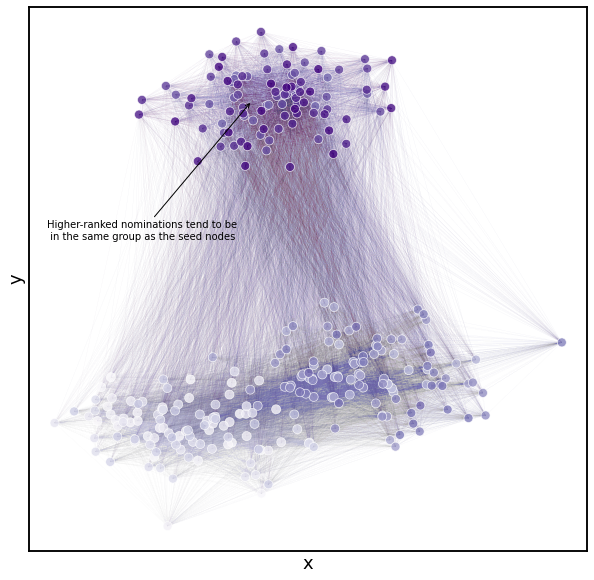 Higher-ranked nominations tend to be
in the same group as the seed nodes
y
x